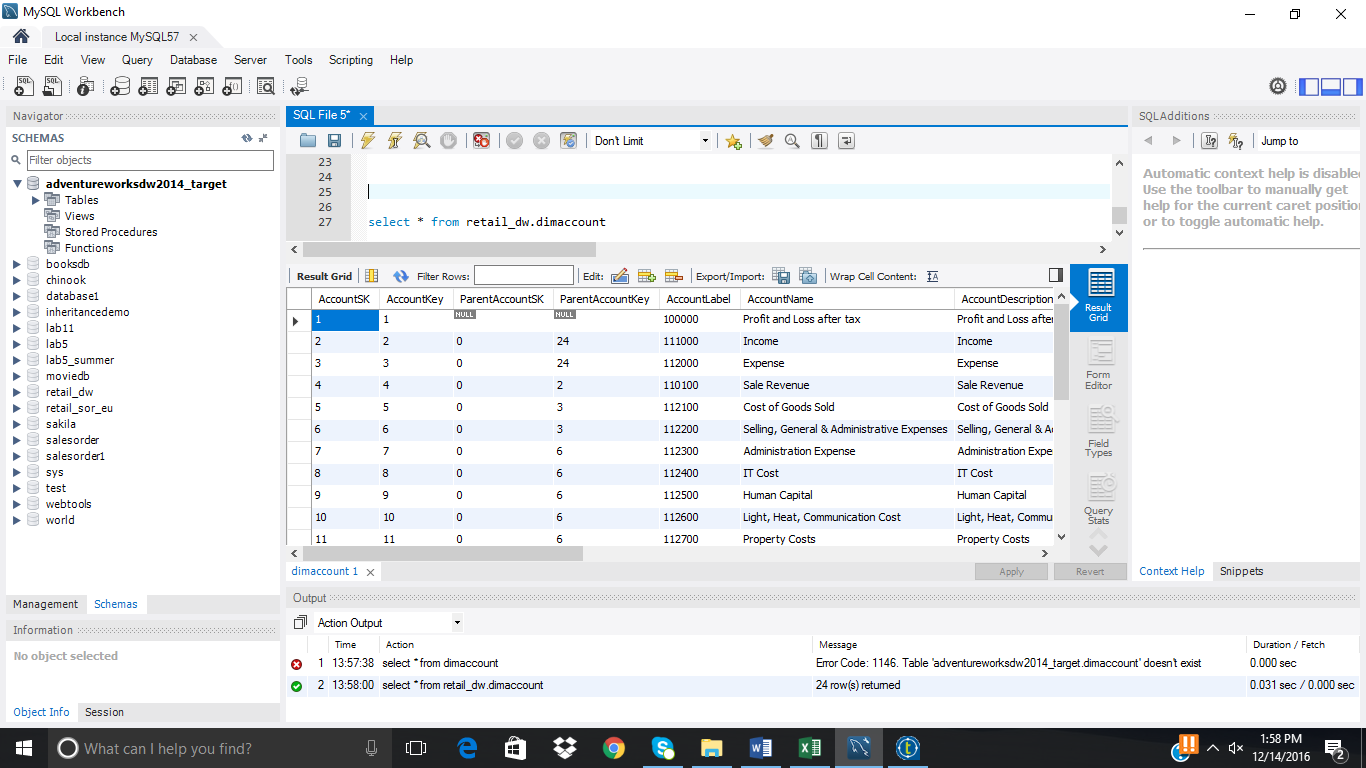 MySQL Workbench
Local instance MySQL57
File Edit View Query Database Server Tools Scripting Help
Navigator
SCHEMAS
Filter objects
adventureworksdw2014_target
Tables
Views
Stored Procedures
Functions
booksdb
chinook
database1
inheritancedemo
lab11
lab5
lab5_summer
moviedb
retail_dw
retail_sor_eu
sakila
salesorder
salesorder1
sys
test
webtools
world
Management Schemas
Information
No object selected
Object Info Session
SQL File 5*
Don't Limit
23
24
25
26
27 select * from retail_dw.dimaccount
Result Grid Filter Rows: Edit: Export/Import: Wrap Cell Content:
AccountSK AccountKey ParentAccountSK ParentAccountKey AccountLabel AccountName AccountDescription
1 1 NULL NULL 100000 Profit and Loss after tax Profit and Loss after
2 2 0 24 111000 Income Income
3 3 0 24 112000 Expense Expense
4 4 0 2 110100 Sale Revenue Sale Revenue
5 5 0 3 112100 Cost of Goods Sold Cost of Goods Sold
6 6 0 3 112200 Selling, General & Administrative Expenses Selling, General & Ad
7 7 0 6 112300 Administration Expense Administration Expe
8 8 0 6 112400 IT Cost IT Cost
9 9 0 6 112500 Human Capital Human Capital
10 10 0 6 112600 Light, Heat, Communication Cost Light, Heat, Commu
11 11 0 6 112700 Property Costs Property Costs
Result
Grid
Form
Editor
Field
Types
Query
Stats
dimaccount 1 Apply Revert
SQLAdditions
Jump to
Automatic context help is disabled
Use the toolbar to manually get
help for the current caret position
or to toggle automatic help.
Context Help Snippets
Output
Action Output
Time Action Message Duration / Fetch
1 13:57:38 select * from dimaccount Error Code: 1146. Table 'adventureworksdw2014_target.dimaccount' doesn't exist 0.000 sec
2 13:58:00 select * from retail_dw.dimaccount 24 row(s) returned 0.031 sec / 0.000 sec
What can I help you find?
1:58 PM
12/14/2016
2